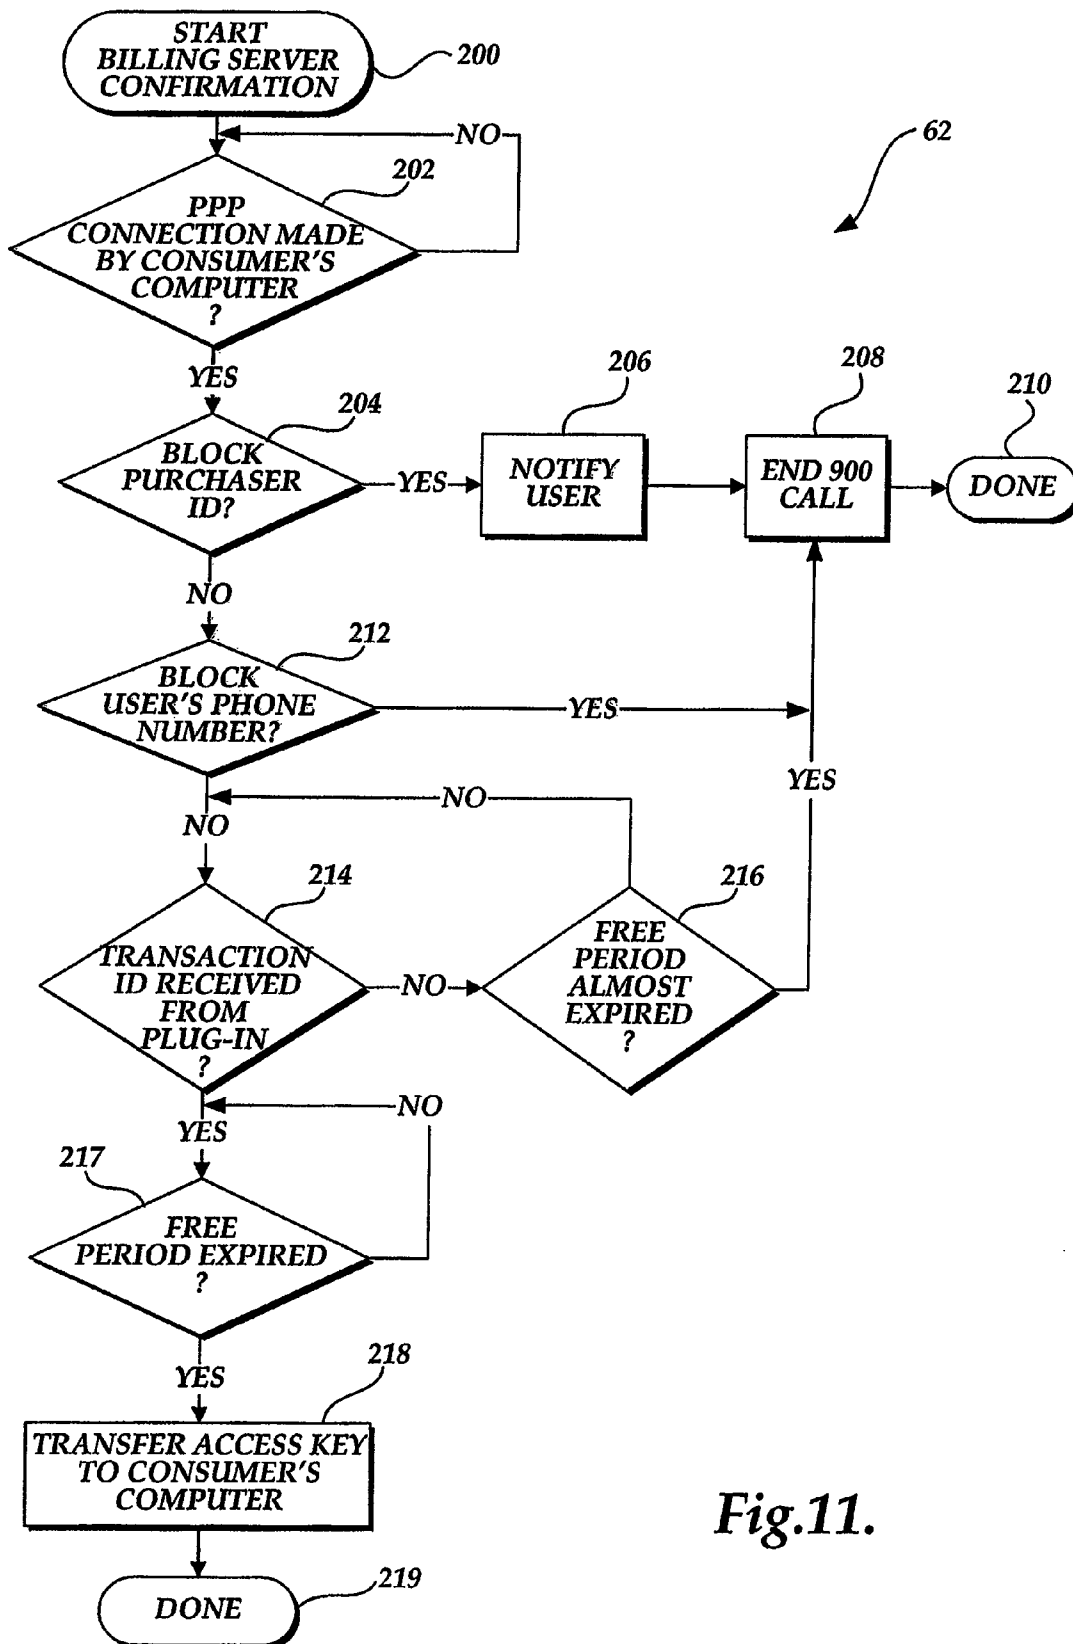 START
BILLING SERVER
CONFIRMATION
200
NO
62
202
PPP
CONNECTION MADE
BY CONSUMER'S
COMPUTER
?
YES
204
206
208
210
BLOCK
PURCHASER
ID?
YES
NOTIFY
USER
END 900
CALL
DONE
NO
212
BLOCK
USER'S PHONE
NUMBER?
YES
YES
NO
NO
214
216
TRANSACTION
ID RECEIVED
FROM
PLUG-IN
?
NO
FREE
PERIOD
ALMOST
EXPIRED
?
NO
YES
217
FREE
PERIOD EXPIRED
?
YES
218
TRANSFER ACCESS KEY
TO CONSUMER'S
COMPUTER
Fig.11.
219
DONE